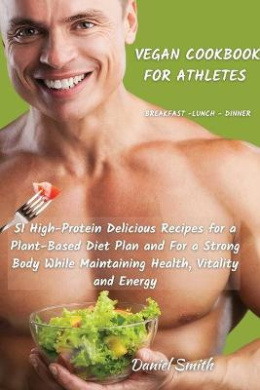 VEGAN COOKBOOK
FOR ATHLETES
BREAKFAST -LUNCH - DINNER
51 High-Protein Delicious Recipes for a
Plant-Based Diet Plan and For a Strong
Body While Maintaining Health, Vitality
and Energy
Daniel Smith